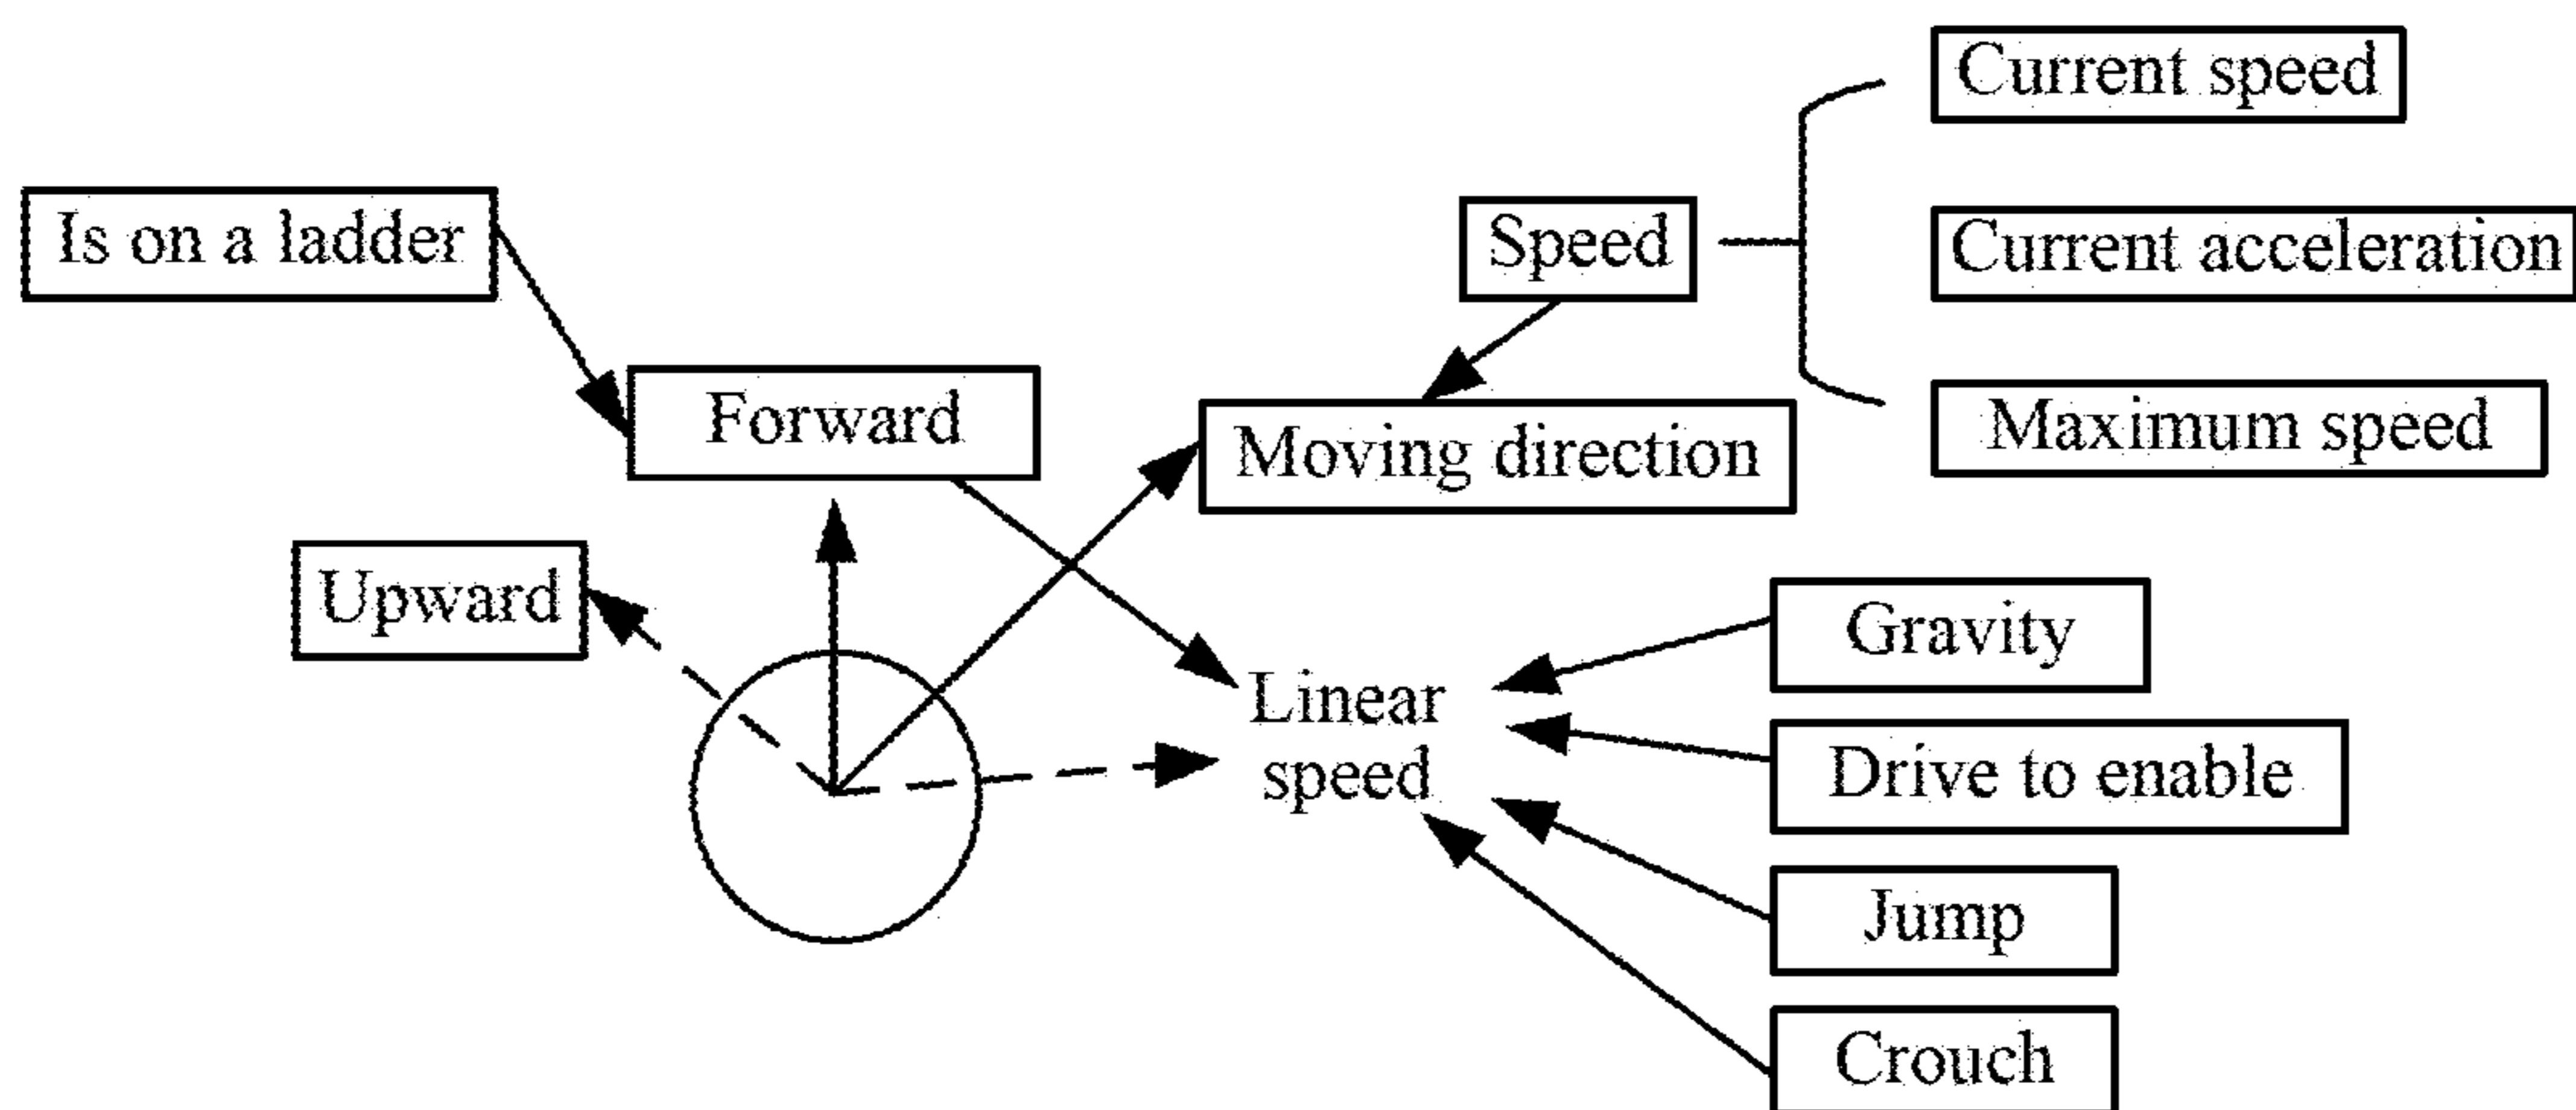 Current speed
Is on a ladder
Speed
Current acceleration
Forward
Moving direction
Maximum speed
Upward
Gravity
Linear
speed
Drive to enable
Jump
Crouch